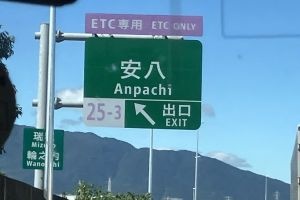 ETC専用 ETC ONLY
安八
Anpachi
25-3
出口
EXIT
瑞
輪之内
Wanouchi